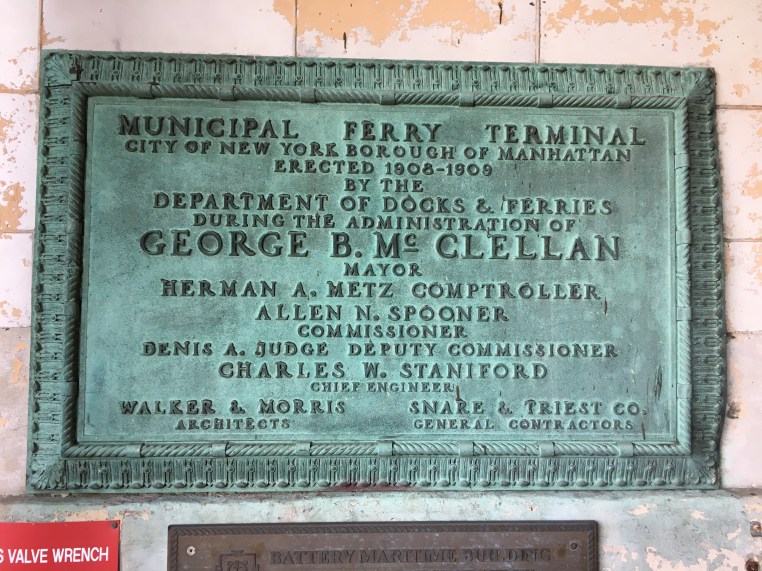 MUNICIPAL FERRY TERMINAL
CITY OF NEW YORK BOROUGH OF MANHATTAN
ERECTED 1908-1909
BY THE
DEPARTMENT OF DOCKS & FERRIES
DURING THE ADMINISTRATION OF
GEORGE B. Mc CLELLAN
MAYOR
HERMAN A. METZ COMPTROLLER
ALLEN N. SPOONER
COMMISSIONER
DENIS A. JUDGE DEPUTY COMMISSIONER
CHARLES W. STANIFORD
CHIEF ENGINEER
WALKER & MORRIS
ARCHITECTS
SNARE & TRIEST CO.
GENERAL CONTRACTORS
S VALVE WRENCH
BATTERY MARITIME BUILDING